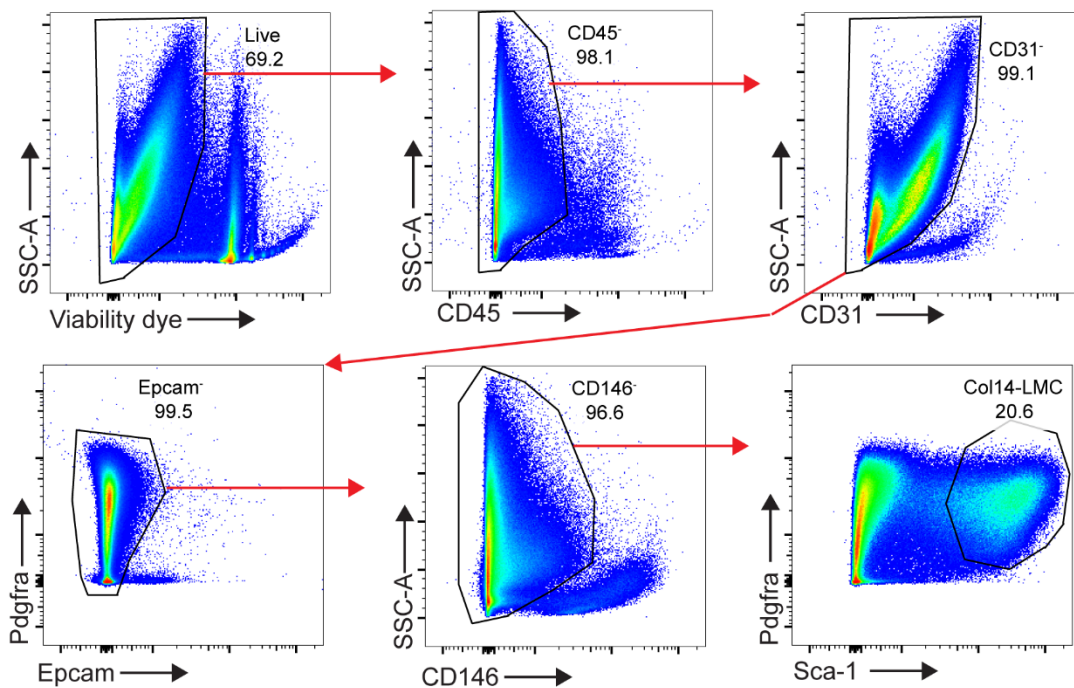 Live
69.2
SSC-A
Viability dye
CD45⁻
98.1
SSC-A
CD45
CD31⁻
99.1
SSC-A
CD31
Epcam⁻
99.5
Pdgfra
Epcam
CD146⁻
96.6
SSC-A
CD146
Col14-LMC
20.6
Pdgfra
Sca-1